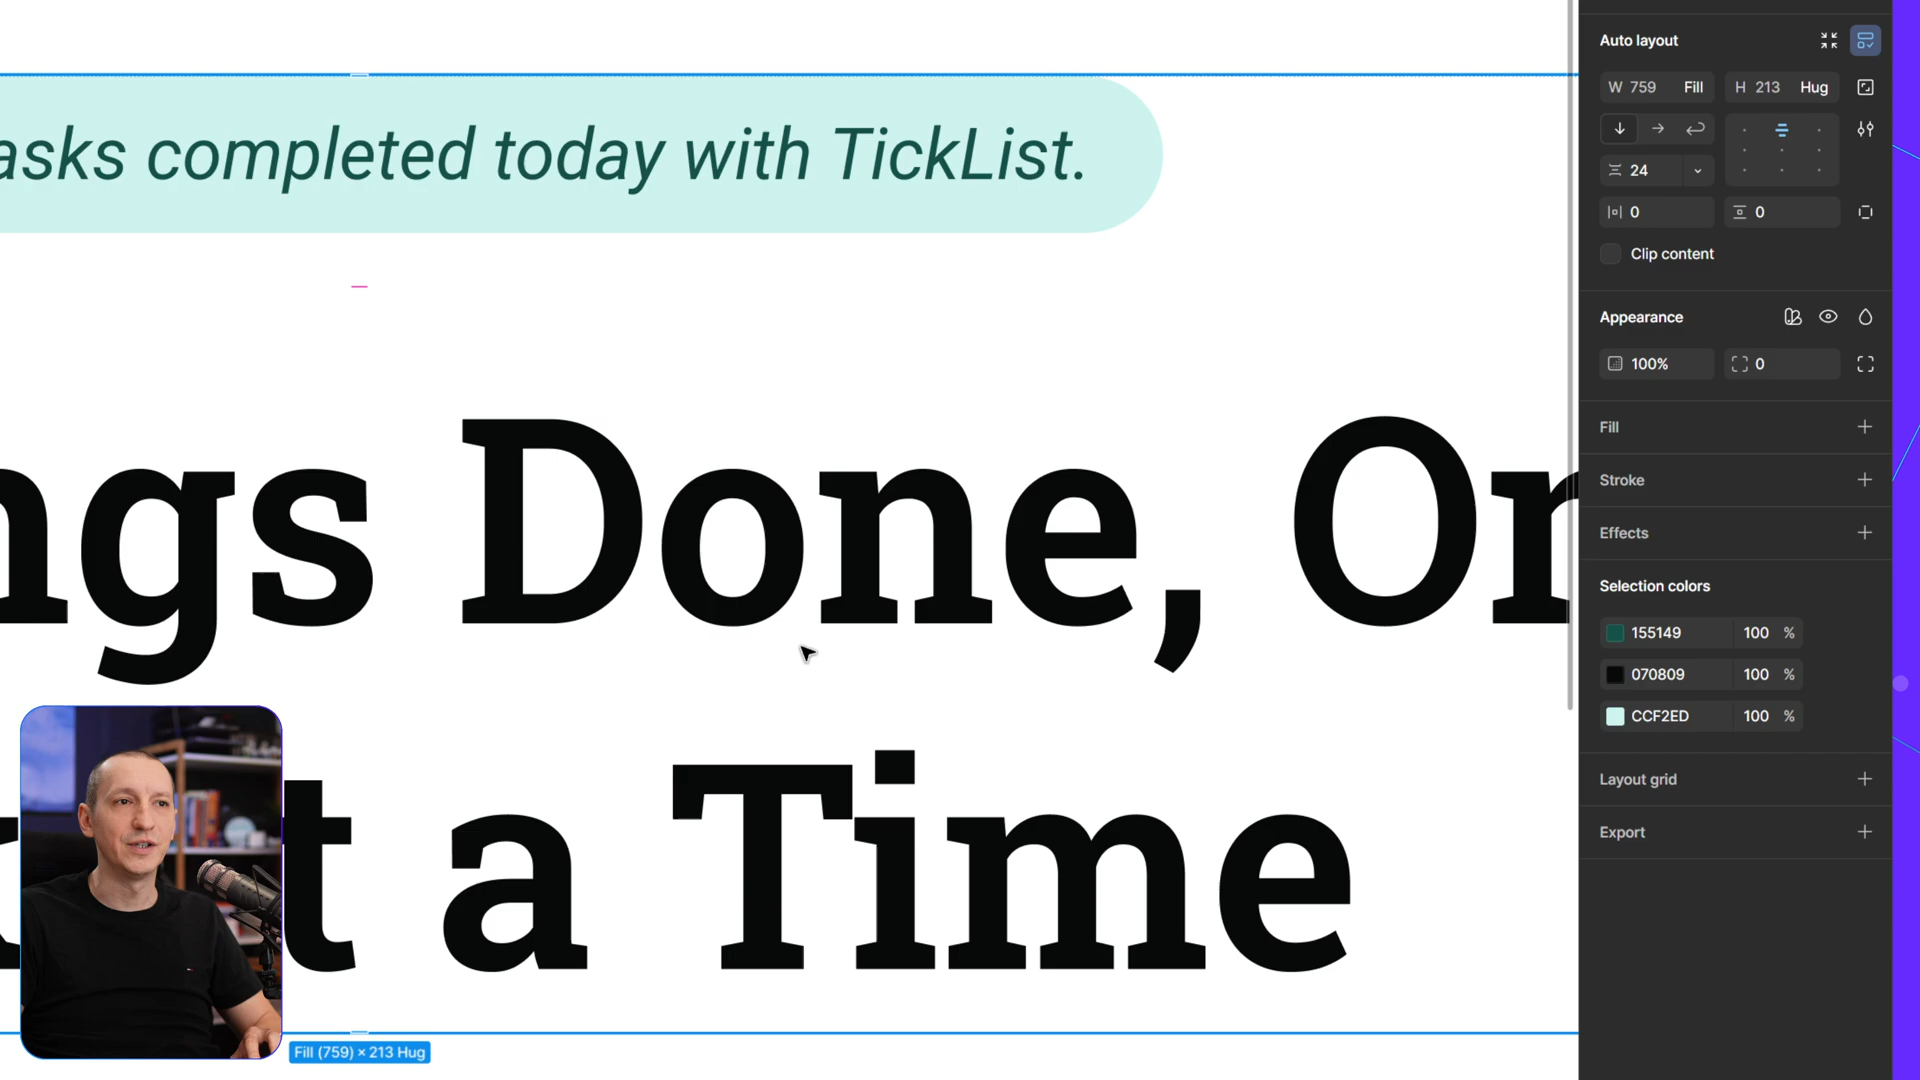 asks completed today with TickList.
ngs Done, On
t a Time
Fill (759) × 213 Hug
Auto layout
W 759 Fill H 213 Hug
24
0 0
Clip content
Appearance
100% 0
Fill
Stroke
Effects
Selection colors
155149 100 %
070809 100 %
CCF2ED 100 %
Layout grid
Export